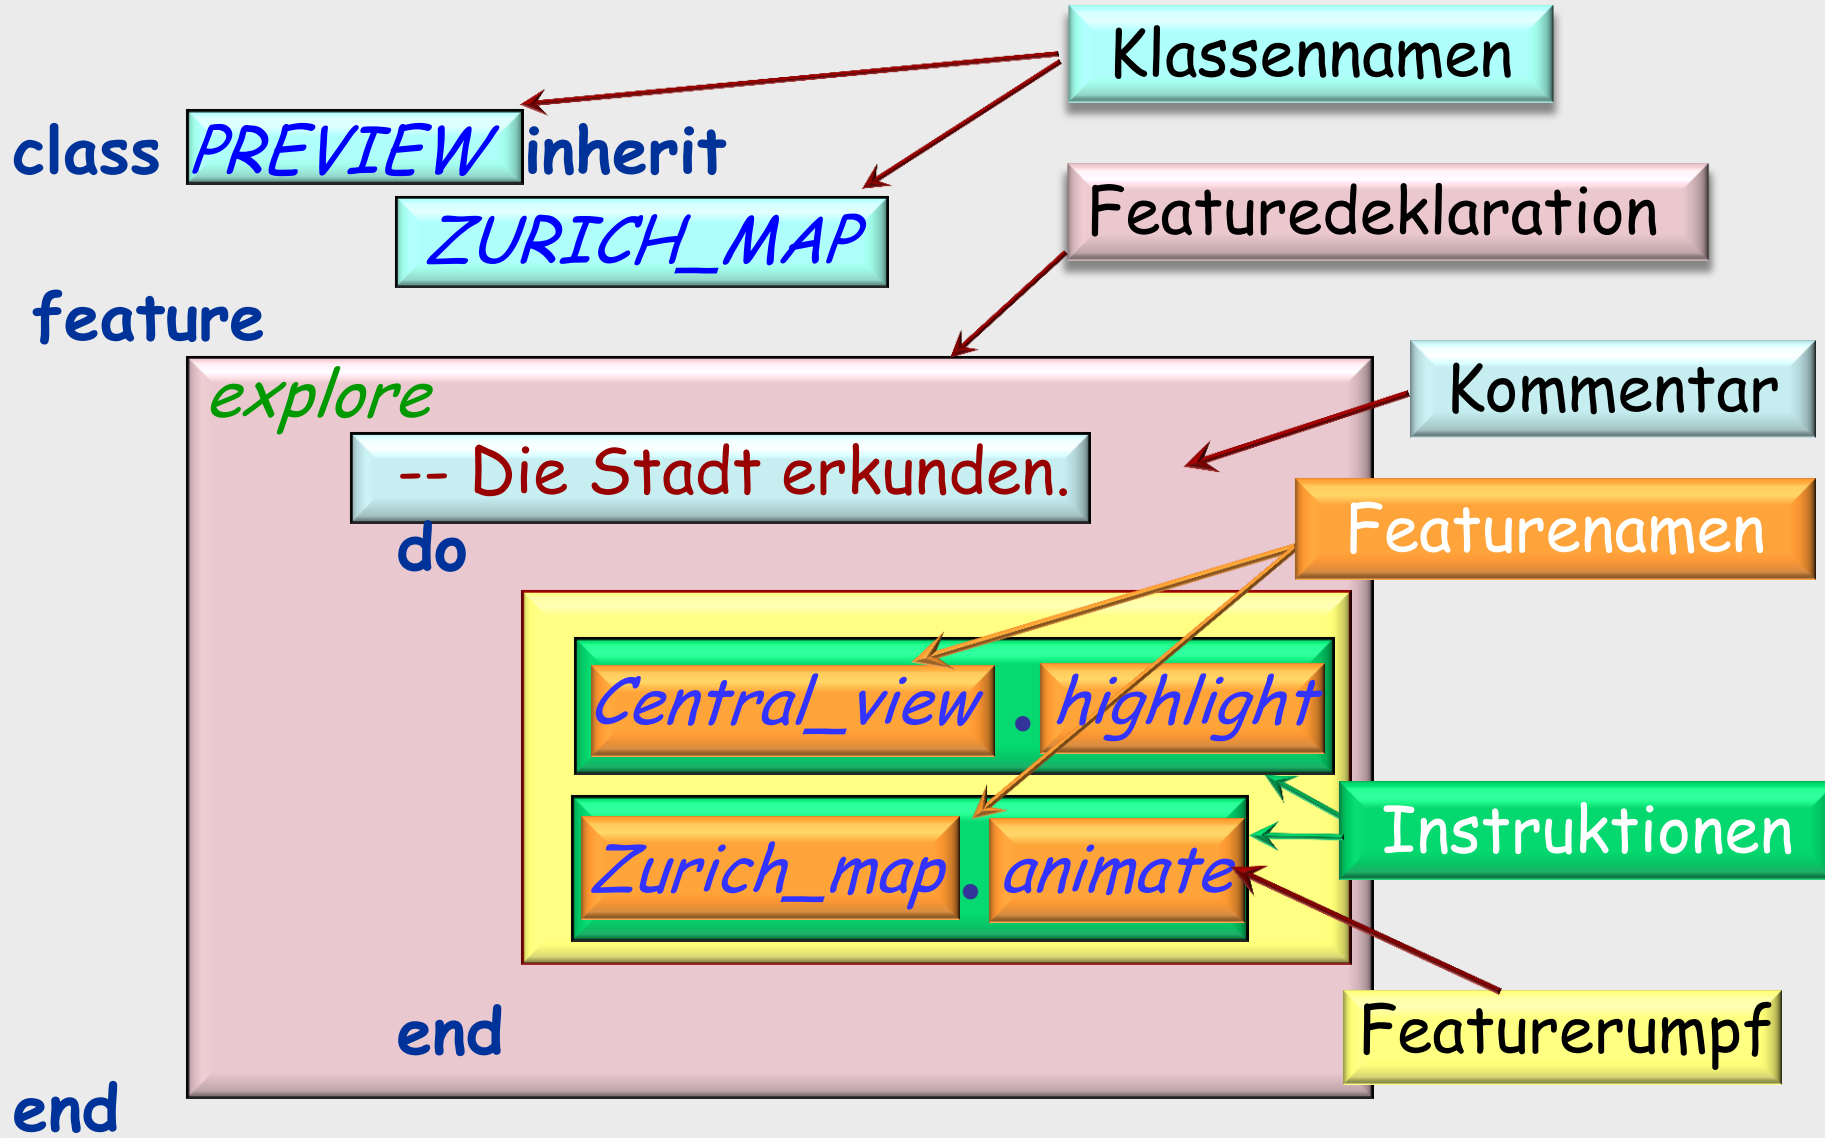 Klassennamen
class PREVIEW inherit
ZURICH_MAP
Featuredeklaration
feature
explore
Kommentar
-- Die Stadt erkunden.
Featurenamen
do
Central_view . highlight
Instruktionen
Zurich_map . animate
end
Featurerumpf
end